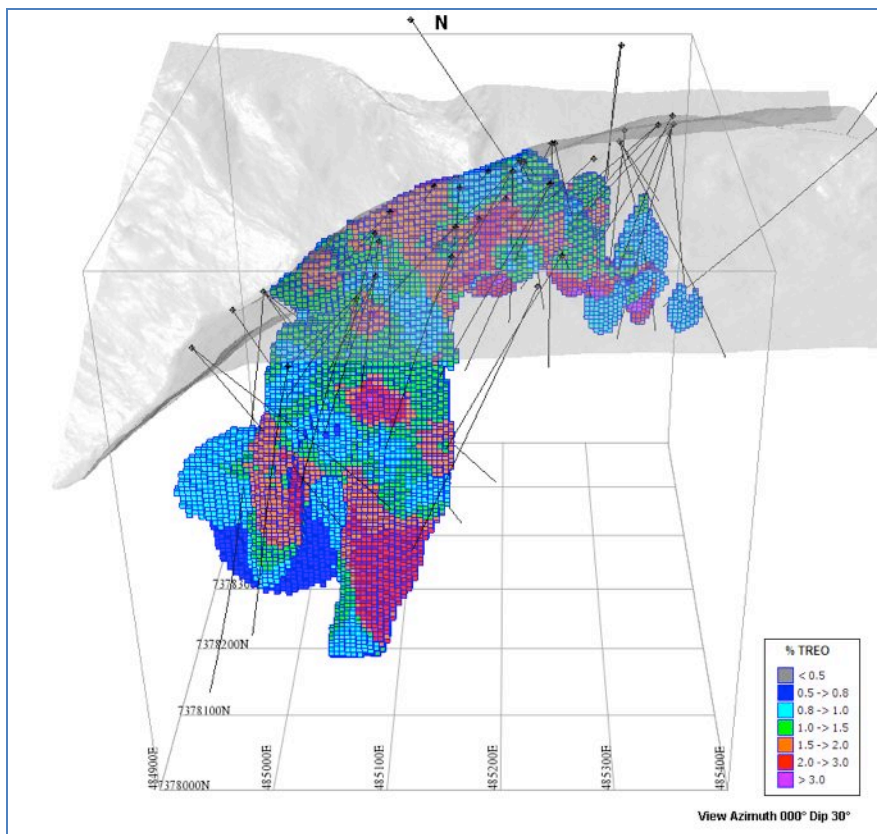 N
737830
7378200N
7378100N
7378000N
484900E
485000E
485100E
485200E
485300E
485400E
% TREO
< 0.5
0.5 -> 0.8
0.8 -> 1.0
1.0 -> 1.5
1.5 -> 2.0
2.0 -> 3.0
> 3.0
View Azimuth 000° Dip 30°